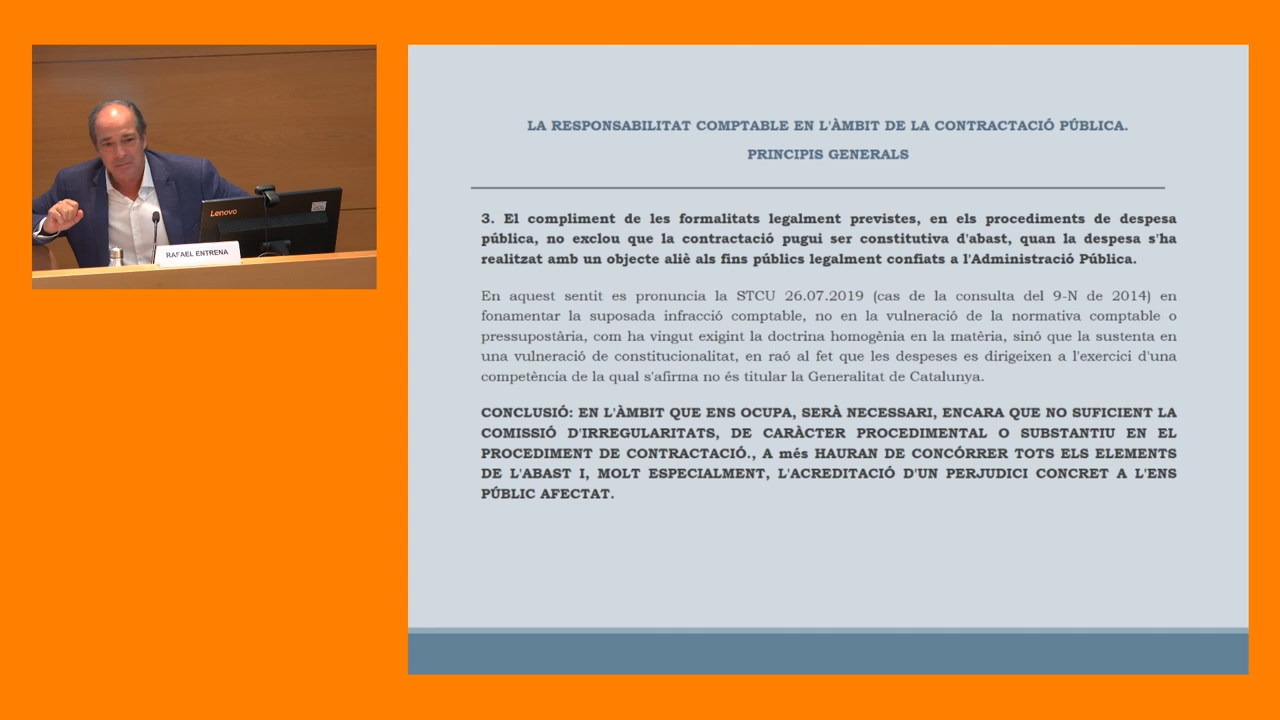 Lenovo
RAFAEL ENTRENA
LA RESPONSABILITAT COMPTABLE EN L'ÀMBIT DE LA CONTRACTACIÓ PÚBLICA.
PRINCIPIS GENERALS
3. El compliment de les formalitats legalment previstes, en els procediments de despesa
pública, no exclou que la contractació pugui ser constitutiva d'abast, quan la despesa s'ha
realitzat amb un objecte aliè als fins públics legalment confiats a l'Administració Pública.
En aquest sentit es pronuncia la STCU 26.07.2019 (cas de la consulta del 9-N de 2014) en
fonamentar la suposada infracció comptable, no en la vulneració de la normativa comptable o
pressupostària, com ha vingut exigint la doctrina homogènia en la matèria, sinó que la sustenta en
una vulneració de constitucionalitat, en raó al fet que les despeses es dirigeixen a l'exercici d'una
competència de la qual s'afirma no és titular la Generalitat de Catalunya.
CONCLUSIÓ: EN L'ÀMBIT QUE ENS OCUPA, SERÀ NECESSARI, ENCARA QUE NO SUFICIENT LA
COMISSIÓ D'IRREGULARITATS, DE CARÀCTER PROCEDIMENTAL O SUBSTANTIU EN EL
PROCEDIMENT DE CONTRACTACIÓ., A més HAURAN DE CONCÓRRER TOTS ELS ELEMENTS
DE L'ABAST I, MOLT ESPECIALMENT, L'ACREDITACIÓ D'UN PERJUDICI CONCRET A L'ENS
PÚBLIC AFECTAT.